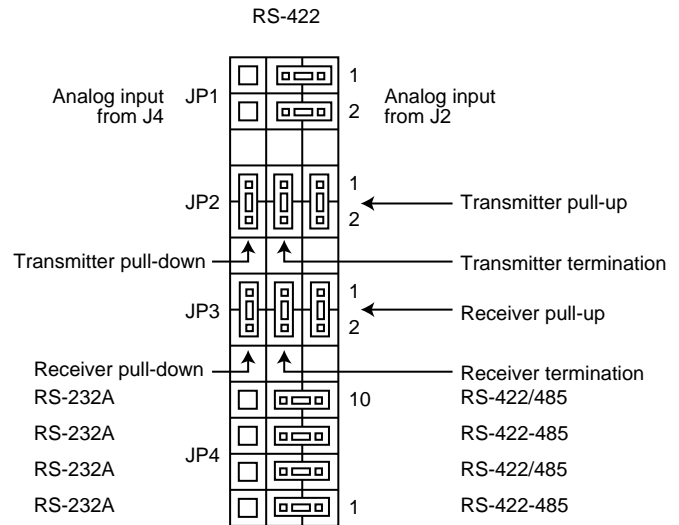 RS-422
1
Analog input from J4
JP1
2
Analog input from J2
JP2
1
2
Transmitter pull-up
Transmitter pull-down
Transmitter termination
JP3
1
2
Receiver pull-up
Receiver pull-down
Receiver termination
RS-232A
10
RS-422/485
RS-232A
RS-422-485
JP4
RS-232A
RS-422/485
RS-232A
1
RS-422-485